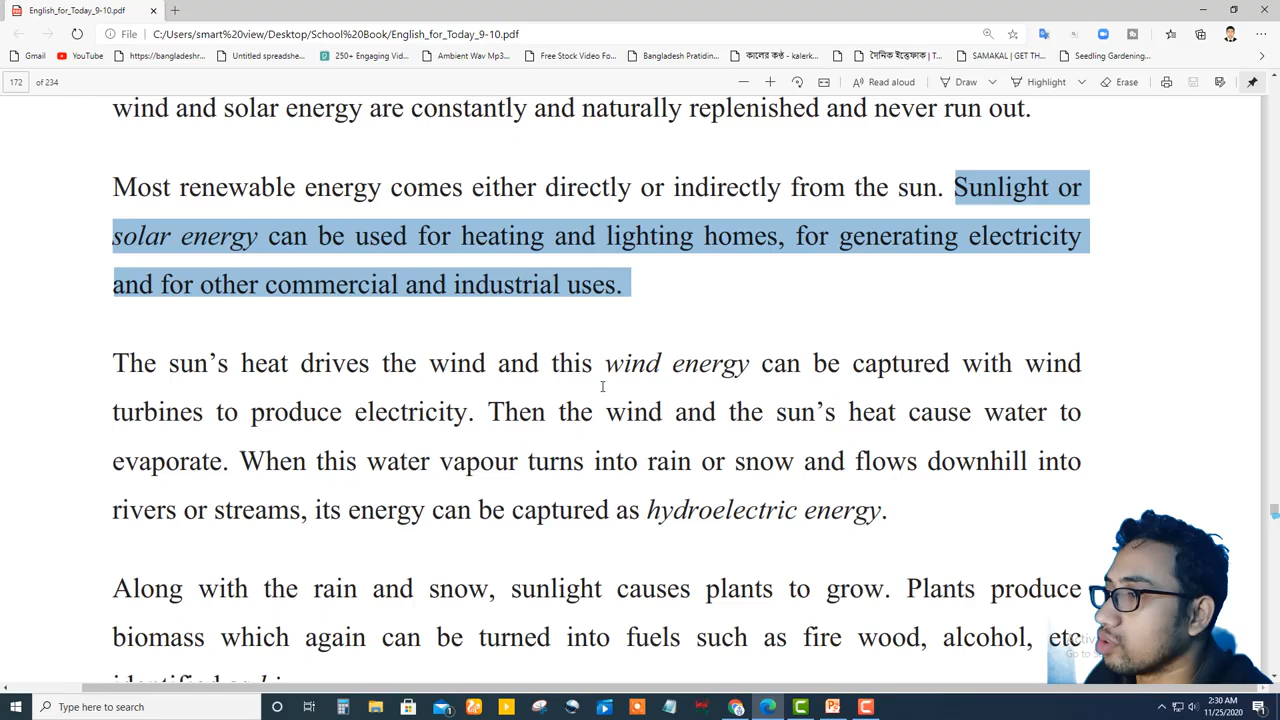 English_for_Today_9-10.pdf
File C:/Users/smart%20view/Desktop/School%20Book/English_for_Today_9-10.pdf
Gmail YouTube https://bangladeshr... Untitled spreadshe... 250+ Engaging Vid... Ambient Wav Mp3... Free Stock Video Fo... Bangladesh Pratidin... কালের কণ্ঠ - kalerk... দৈনিক ইত্তেফাক | T... SAMAKAL | GET TH... Seedling Gardening...
172 of 234 Read aloud Draw Highlight Erase
wind and solar energy are constantly and naturally replenished and never run out.
Most renewable energy comes either directly or indirectly from the sun. Sunlight or
solar energy can be used for heating and lighting homes, for generating electricity
and for other commercial and industrial uses.
The sun’s heat drives the wind and this wind energy can be captured with wind
turbines to produce electricity. Then the wind and the sun’s heat cause water to
evaporate. When this water vapour turns into rain or snow and flows downhill into
rivers or streams, its energy can be captured as hydroelectric energy.
Along with the rain and snow, sunlight causes plants to grow. Plants produce
biomass which again can be turned into fuels such as fire wood, alcohol, etc
Type here to search
2:30 AM
11/25/2020